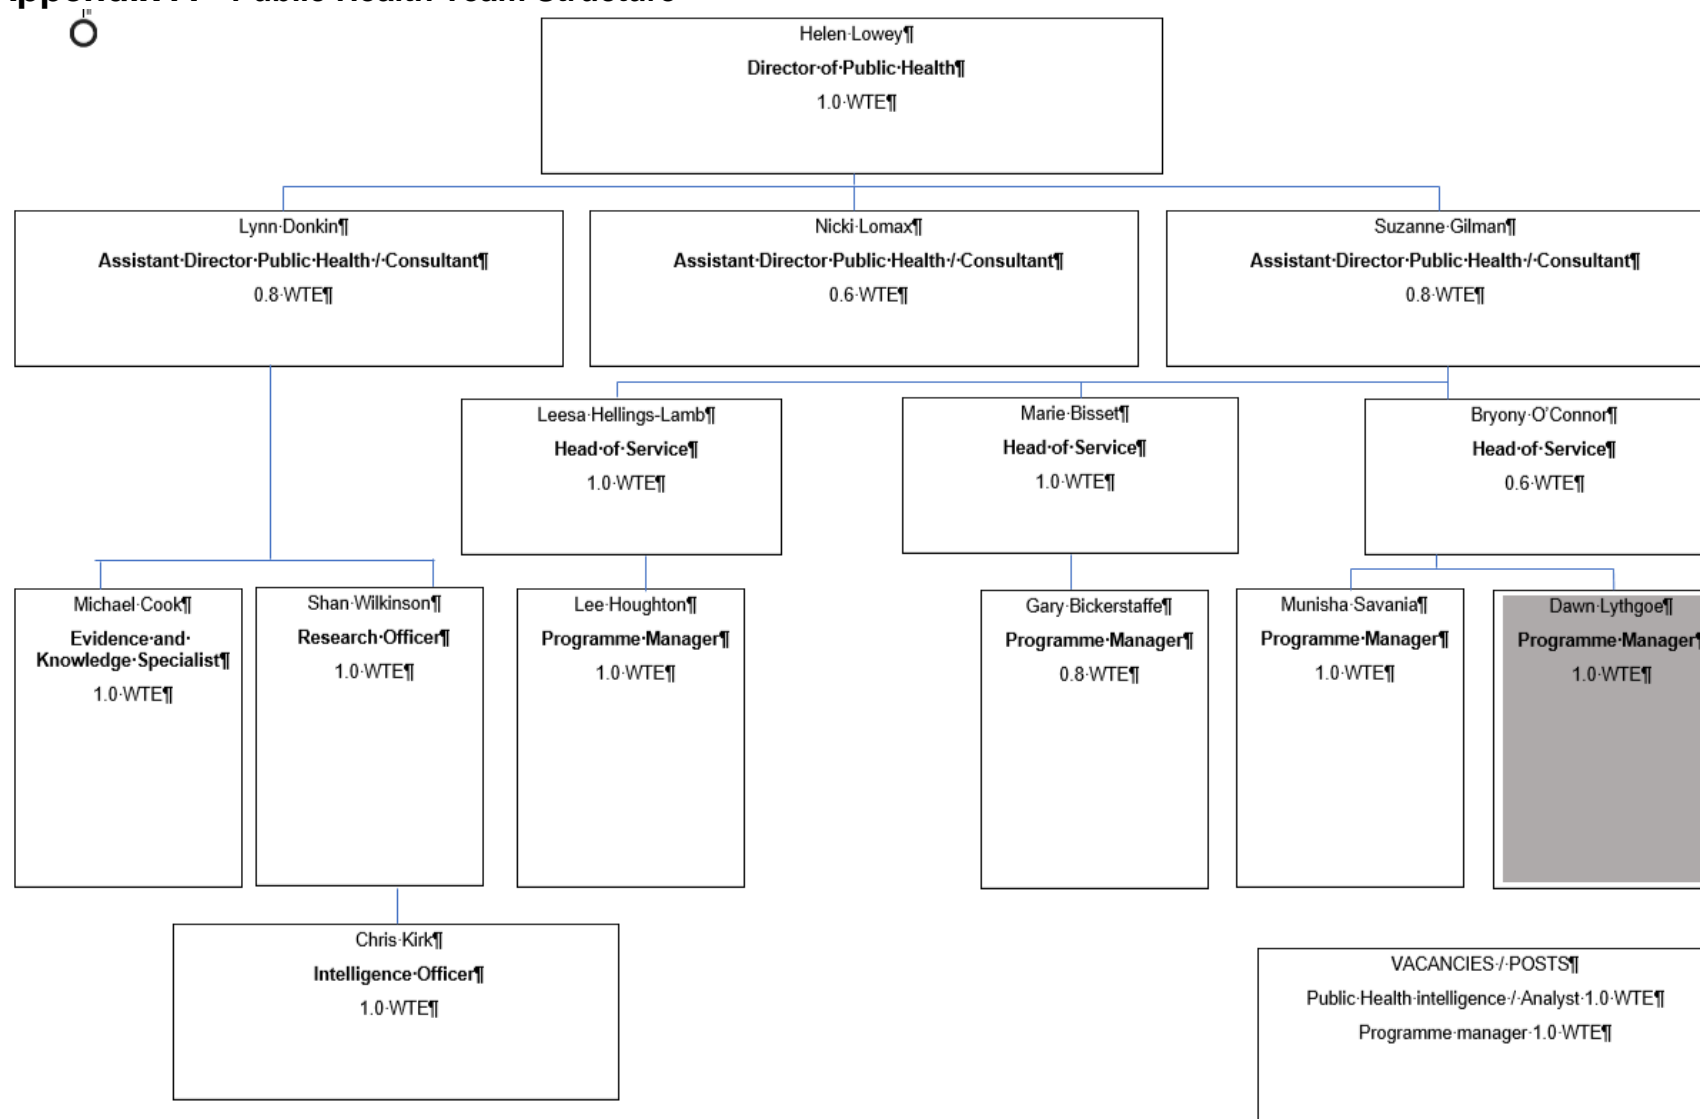 Public Health Team Structure
Helen·Lowey¶
Director·of·Public·Health¶
1.0·WTE¶
Lynn·Donkin¶
Assistant·Director·Public·Health·/·Consultant¶
0.8·WTE¶
Nicki·Lomax¶
Assistant·Director·Public·Health·/·Consultant¶
0.6·WTE¶
Suzanne·Gilman¶
Assistant·Director·Public·Health·/·Consultant¶
0.8·WTE¶
Leesa·Hellings-Lamb¶
Head·of·Service¶
1.0·WTE¶
Marie·Bisset¶
Head·of·Service¶
1.0·WTE¶
Bryony·O’Connor¶
Head·of·Service¶
0.6·WTE¶
Michael·Cook¶
Evidence·and·
Knowledge·Specialist¶
1.0·WTE¶
Shan·Wilkinson¶
Research·Officer¶
1.0·WTE¶
Lee·Houghton¶
Programme·Manager¶
1.0·WTE¶
Gary·Bickerstaffe¶
Programme·Manager¶
0.8·WTE¶
Munisha·Savania¶
Programme·Manager¶
1.0·WTE¶
Dawn·Lythgoe¶
Programme·Manager¶
1.0·WTE¶
Chris·Kirk¶
Intelligence·Officer¶
1.0·WTE¶
VACANCIES·/·POSTS¶
Public·Health·intelligence·/·Analyst·1.0·WTE¶
Programme·manager·1.0·WTE¶